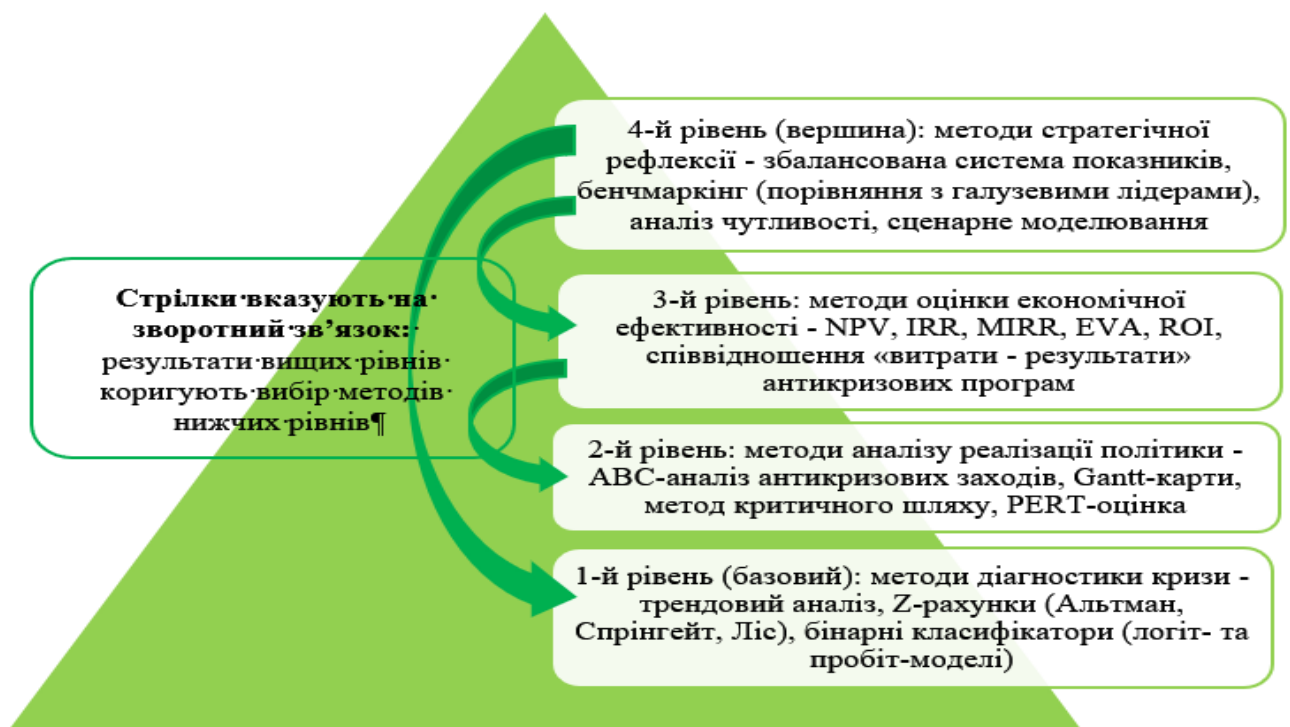 4-й рівень (вершина): методи стратегічної
рефлексії - збалансована система показників,
бенчмаркінг (порівняння з галузевими лідерами),
аналіз чутливості, сценарне моделювання
Стрілки·вказують·на·
зворотний·зв’язок:·
результати·вищих·рівнів·
коригують·вибір·методів·
нижчих·рівнів¶
3-й рівень: методи оцінки економічної
ефективності - NPV, IRR, MIRR, EVA, ROI,
співвідношення «витрати - результати»
антикризових програм
2-й рівень: методи аналізу реалізації політики -
ABC-аналіз антикризових заходів, Gantt-карти,
метод критичного шляху, PERT-оцінка
1-й рівень (базовий): методи діагностики кризи -
трендовий аналіз, Z-рахунки (Альтман,
Спрінгейт, Ліс), бінарні класифікатори (логіт- та
пробіт-моделі)